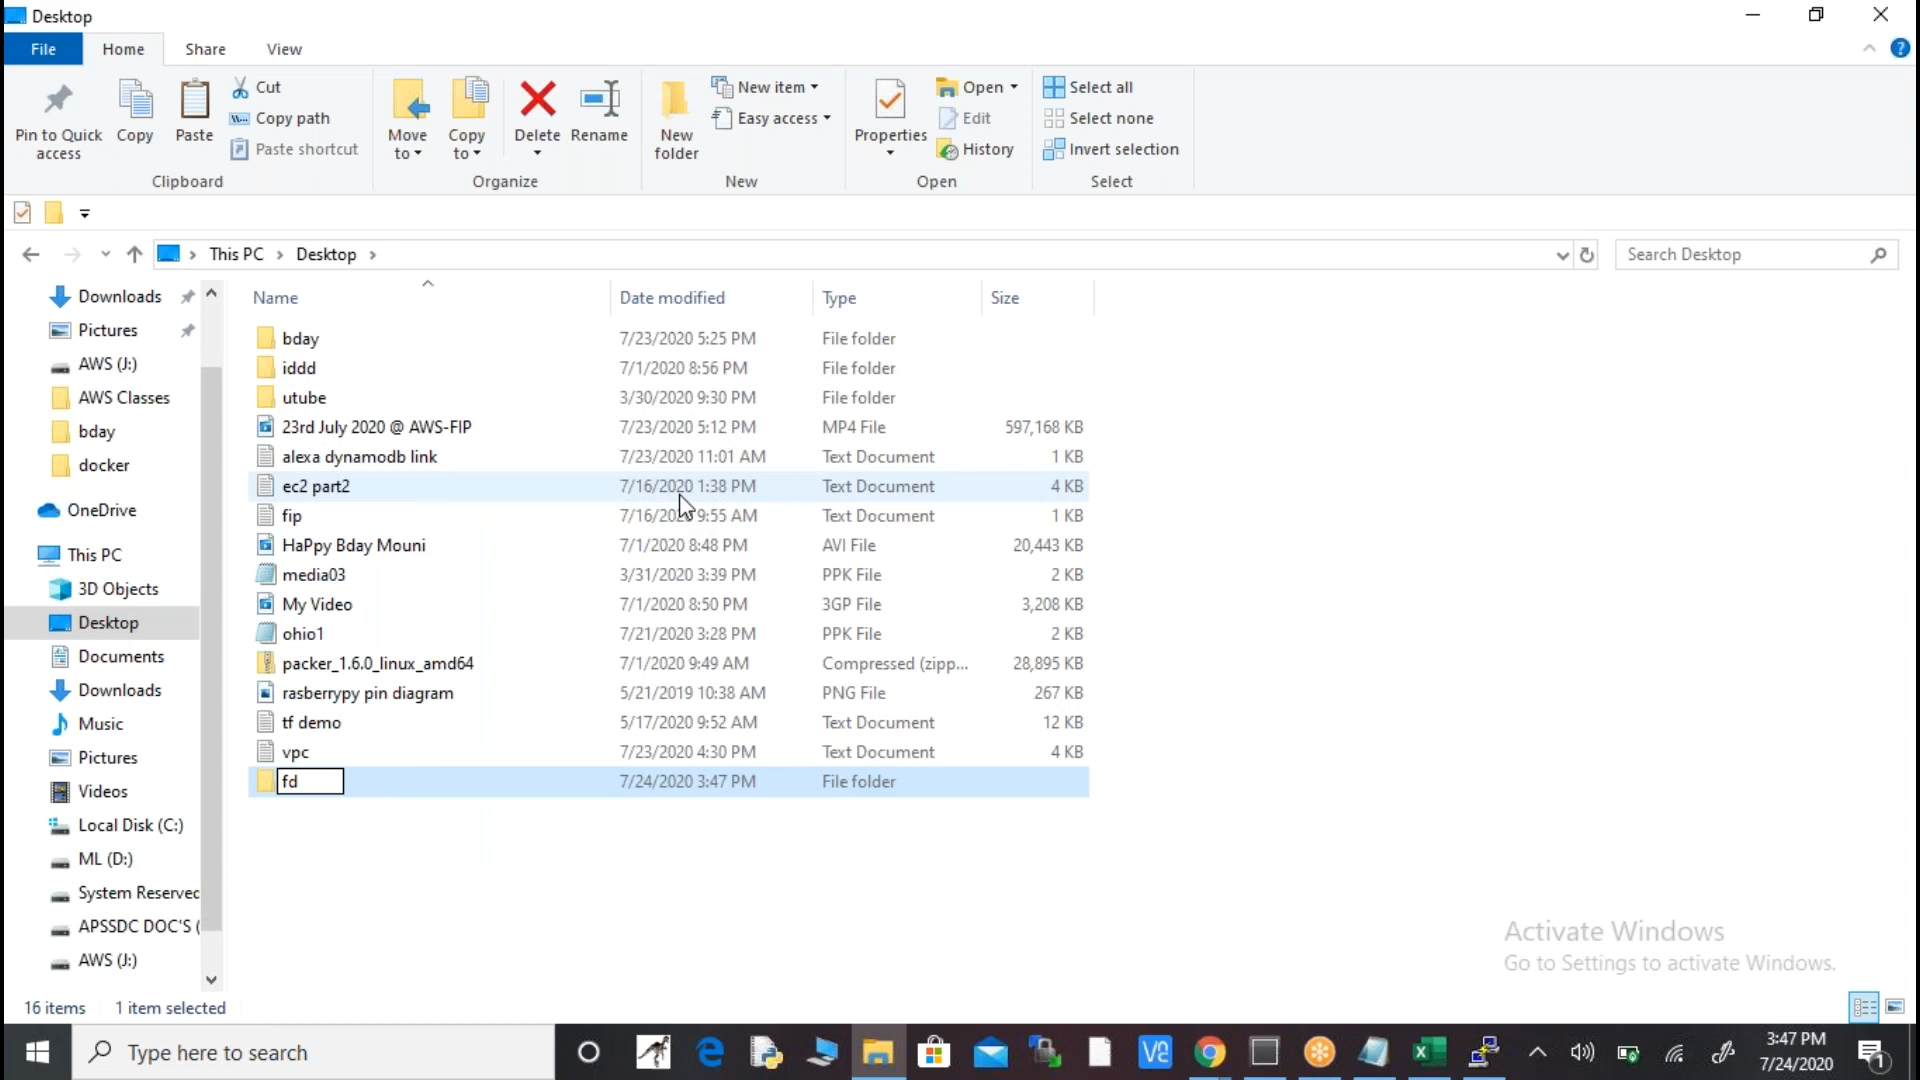 Desktop
File Home Share View
Pin to Quick access
Copy
Paste
Cut
Copy path
Paste shortcut
Clipboard
Move to
Copy to
Delete
Rename
Organize
New folder
New item
Easy access
New
Properties
Open
Edit
History
Open
Select all
Select none
Invert selection
Select
This PC > Desktop >
Search Desktop
Downloads
Pictures
AWS (J:)
AWS Classes
bday
docker
OneDrive
This PC
3D Objects
Desktop
Documents
Downloads
Music
Pictures
Videos
Local Disk (C:)
ML (D:)
System Reserved
APSSDC DOC'S (
AWS (J:)
Name Date modified Type Size
bday 7/23/2020 5:25 PM File folder
iddd 7/1/2020 8:56 PM File folder
utube 3/30/2020 9:30 PM File folder
23rd July 2020 @ AWS-FIP 7/23/2020 5:12 PM MP4 File 597,168 KB
alexa dynamodb link 7/23/2020 11:01 AM Text Document 1 KB
ec2 part2 7/16/2020 1:38 PM Text Document 4 KB
fip 7/16/2020 9:55 AM Text Document 1 KB
HaPpy Bday Mouni 7/1/2020 8:48 PM AVI File 20,443 KB
media03 3/31/2020 3:39 PM PPK File 2 KB
My Video 7/1/2020 8:50 PM 3GP File 3,208 KB
ohio1 7/21/2020 3:28 PM PPK File 2 KB
packer_1.6.0_linux_amd64 7/1/2020 9:49 AM Compressed (zipp... 28,895 KB
rasberrypy pin diagram 5/21/2019 10:38 AM PNG File 267 KB
tf demo 5/17/2020 9:52 AM Text Document 12 KB
vpc 7/23/2020 4:30 PM Text Document 4 KB
fd 7/24/2020 3:47 PM File folder
Activate Windows
Go to Settings to activate Windows.
16 items 1 item selected
Type here to search
3:47 PM
7/24/2020
1